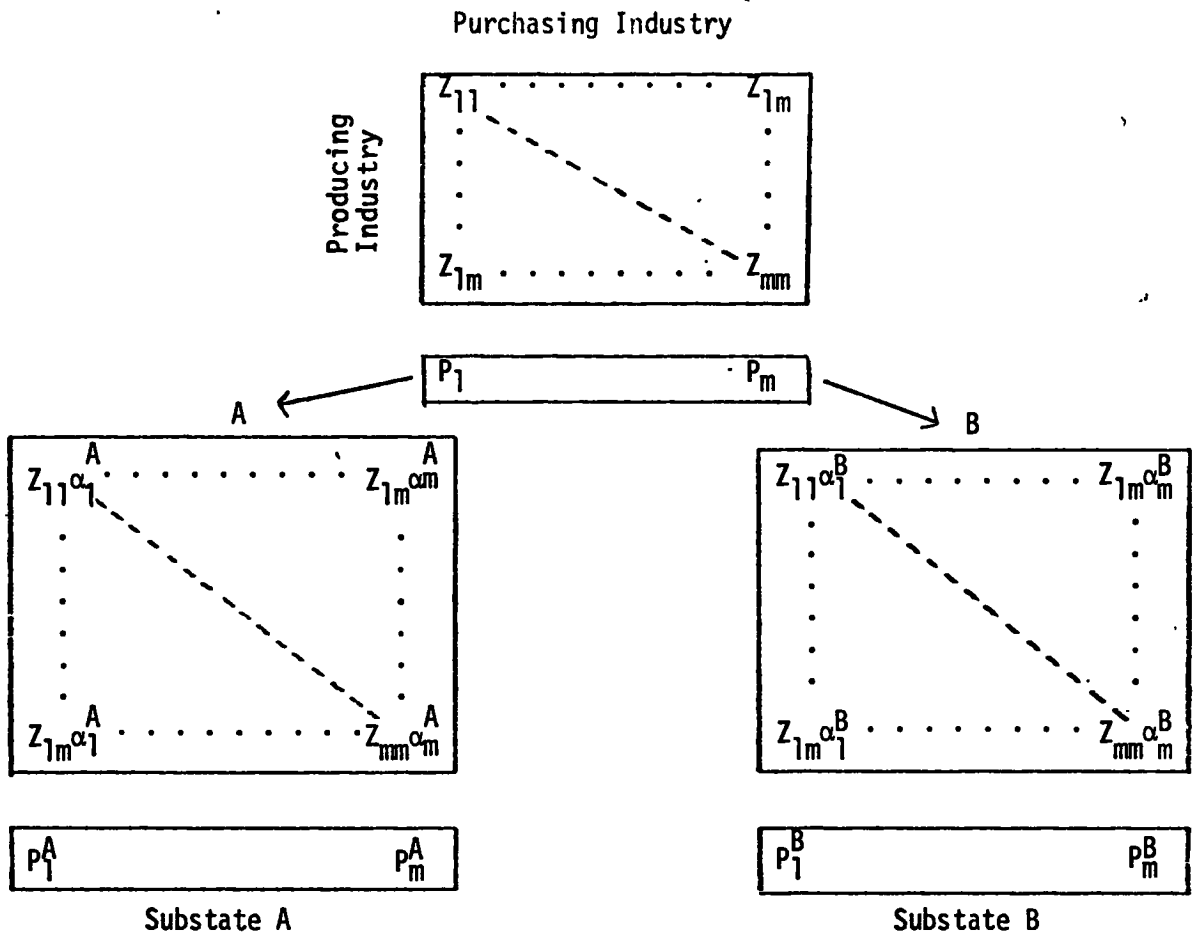 Purchasing Industry
Producing
Industry
Z₁₁ . . . . . . . . Z₁ₘ
Z₁ₘ . . . . . . . . Zₘₘ
P₁ Pₘ
A
B
Z₁₁α₁ᴬ . . . . . . . . . Z₁ₘαₘᴬ
Z₁ₘα₁ᴬ . . . . . . . . . Zₘₘαₘᴬ
P₁ᴬ Pₘᴬ
Substate A
Z₁₁α₁ᴮ . . . . . . . . Z₁ₘαₘᴮ
Z₁ₘα₁ᴮ . . . . . . . . Zₘₘαₘᴮ
P₁ᴮ Pₘᴮ
Substate B